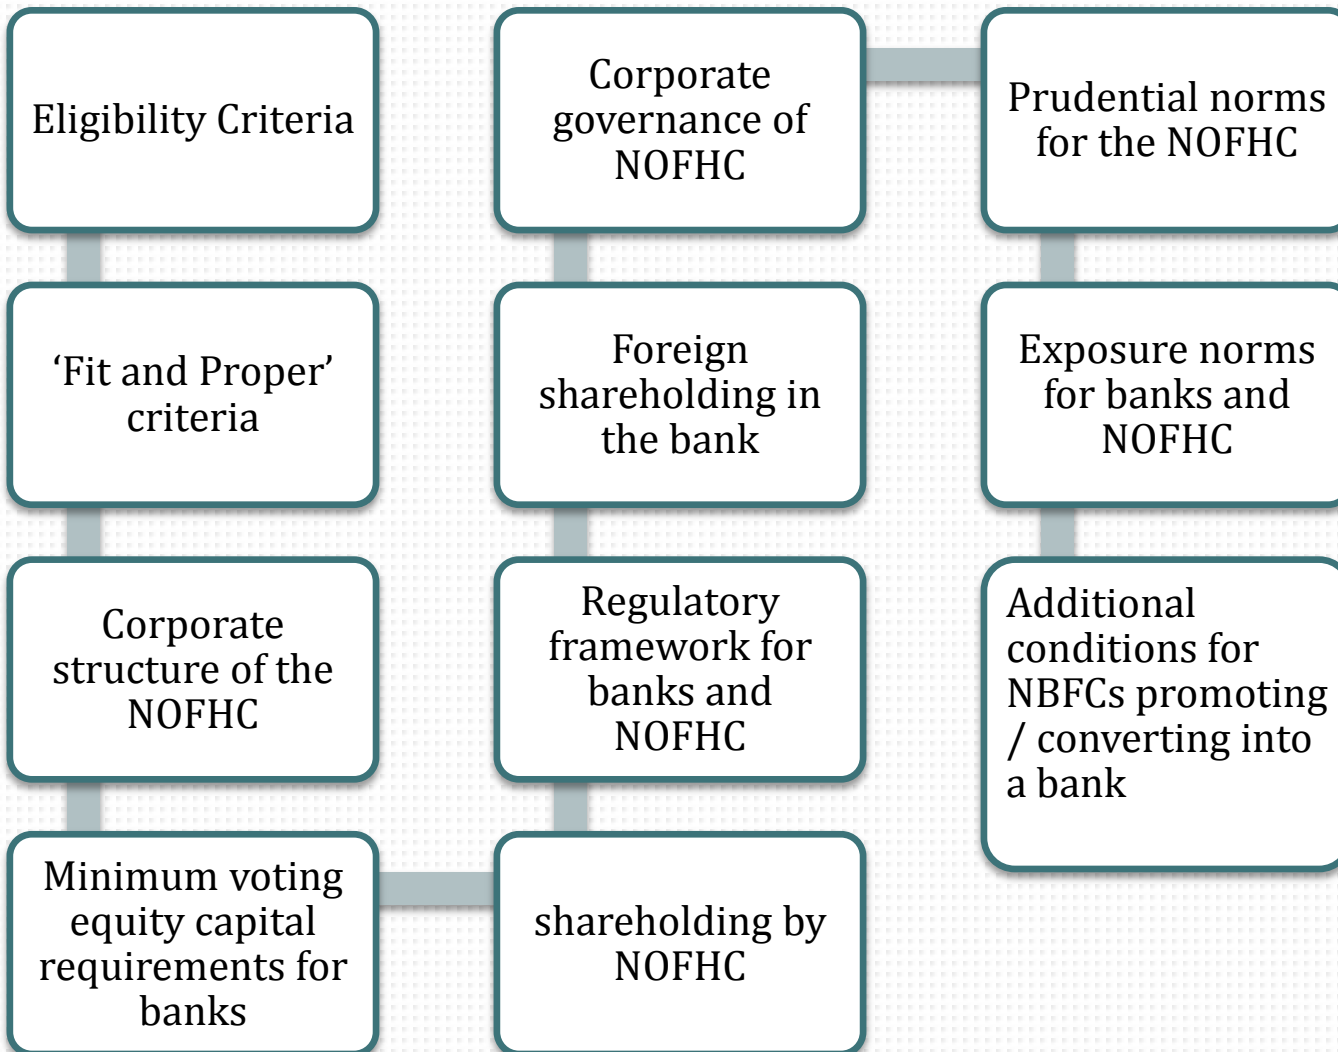 Eligibility Criteria
‘Fit and Proper’
criteria
Corporate
structure of the
NOFHC
Minimum voting
equity capital
requirements for
banks
shareholding by
NOFHC
Regulatory
framework for
banks and
NOFHC
Foreign
shareholding in
the bank
Corporate
governance of
NOFHC
Prudential norms
for the NOFHC
Exposure norms
for banks and
NOFHC
Additional
conditions for
NBFCs promoting
/ converting into
a bank